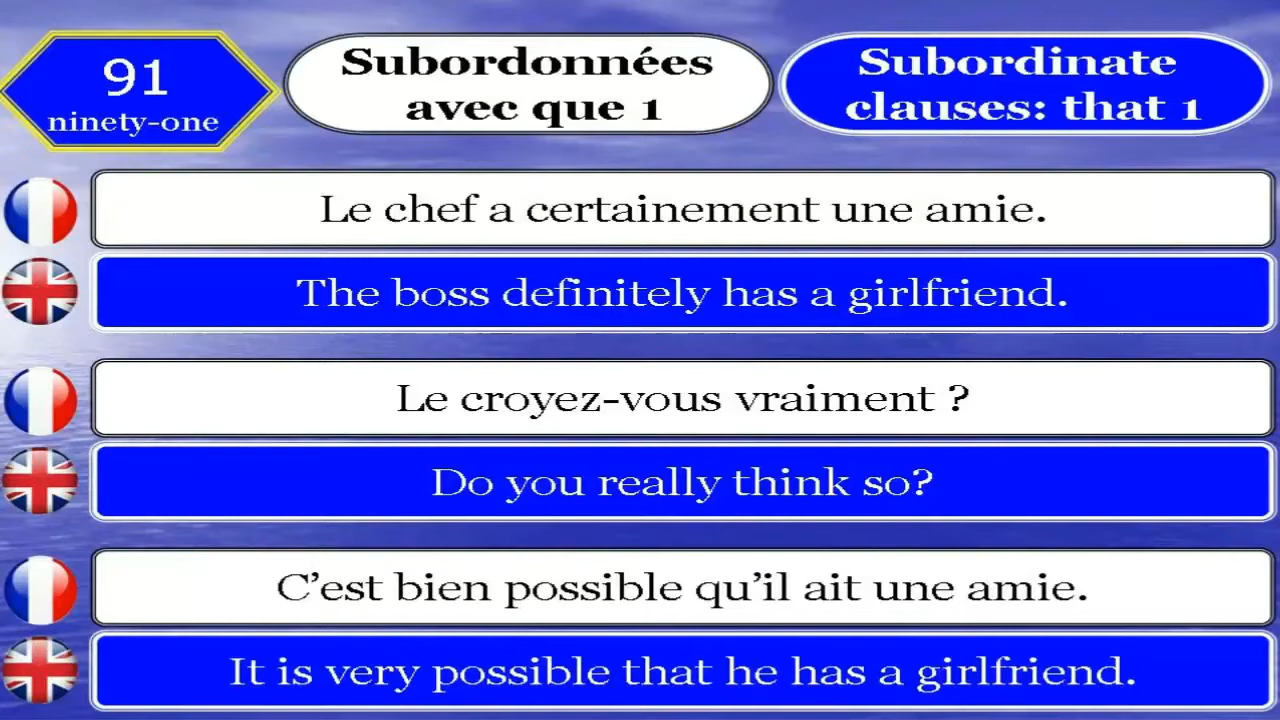 91
ninety-one
Subordonnées
avec que 1
Subordinate
clauses: that 1
Le chef a certainement une amie.
The boss definitely has a girlfriend.
Le croyez-vous vraiment ?
Do you really think so?
C’est bien possible qu’il ait une amie.
It is very possible that he has a girlfriend.